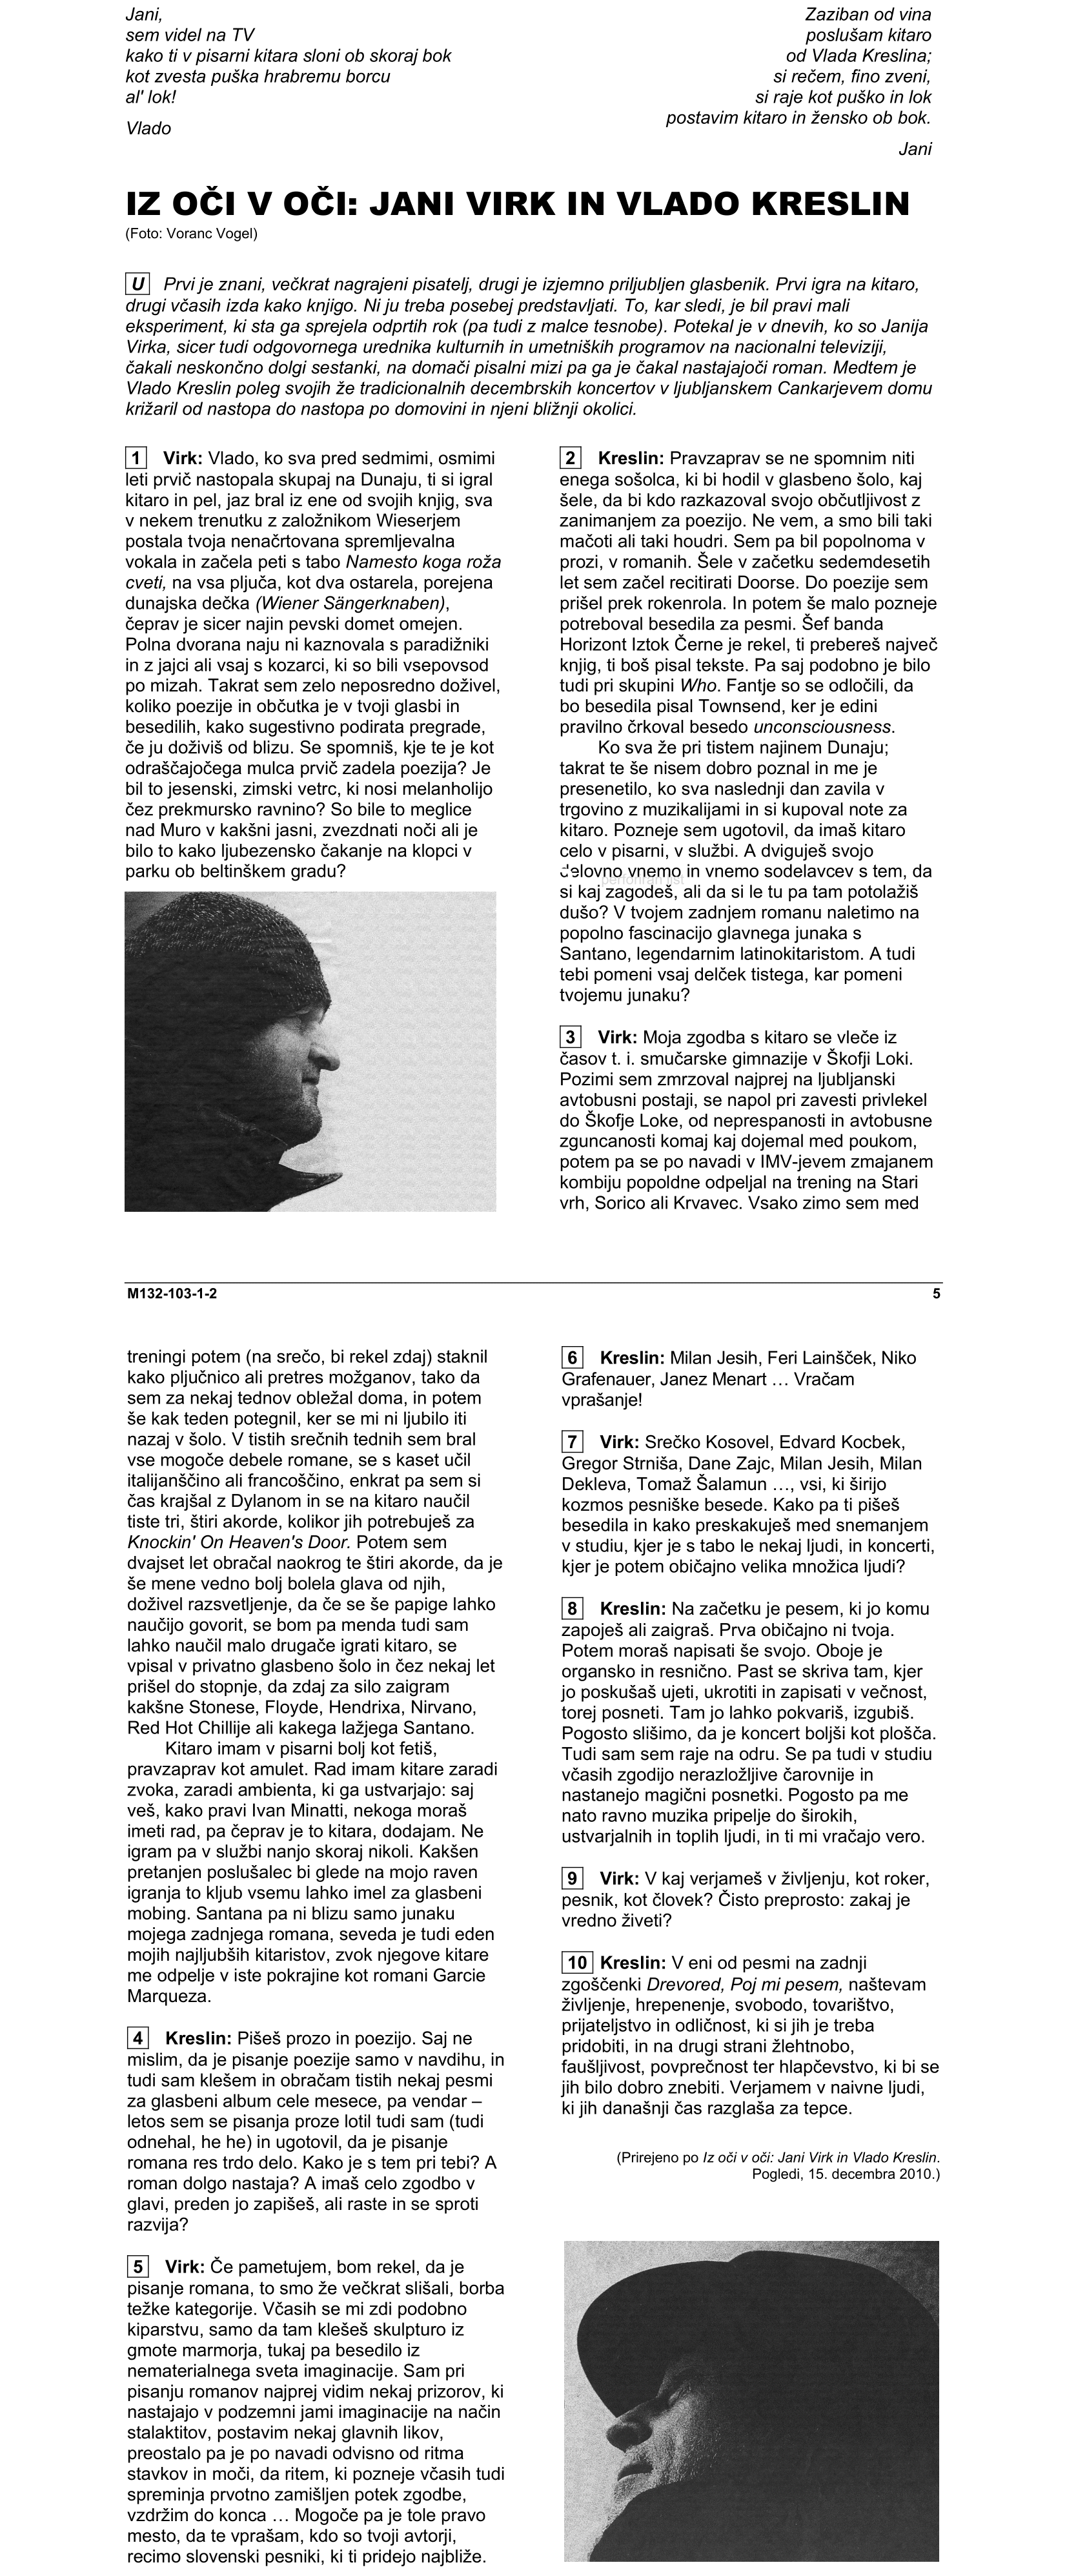 Jani,
sem videl na TV
kako ti v pisarni kitara sloni ob skoraj bok
kot zvesta puška hrabremu borcu
al' lok!
Vlado
Zaziban od vina
poslušam kitaro
od Vlada Kreslina;
si rečem, fino zveni,
si raje kot puško in lok
postavim kitaro in žensko ob bok.
Jani
IZ OČI V OČI: JANI VIRK IN VLADO KRESLIN
(Foto: Voranc Vogel)
U Prvi je znani, večkrat nagrajeni pisatelj, drugi je izjemno priljubljen glasbenik. Prvi igra na kitaro,
drugi včasih izda kako knjigo. Ni ju treba posebej predstavljati. To, kar sledi, je bil pravi mali
eksperiment, ki sta ga sprejela odprtih rok (pa tudi z malce tesnobe). Potekal je v dnevih, ko so Janija
Virka, sicer tudi odgovornega urednika kulturnih in umetniških programov na nacionalni televiziji,
čakali neskončno dolgi sestanki, na domači pisalni mizi pa ga je čakal nastajajoči roman. Medtem je
Vlado Kreslin poleg svojih že tradicionalnih decembrskih koncertov v ljubljanskem Cankarjevem domu
križaril od nastopa do nastopa po domovini in njeni bližnji okolici.
1 Virk: Vlado, ko sva pred sedmimi, osmimi
leti prvič nastopala skupaj na Dunaju, ti si igral
kitaro in pel, jaz bral iz ene od svojih knjig, sva
v nekem trenutku z založnikom Wieserjem
postala tvoja nenačrtovana spremljevalna
vokala in začela peti s tabo Namesto koga roža
cveti, na vsa pljuča, kot dva ostarela, porejena
dunajska dečka (Wiener Sängerknaben),
čeprav je sicer najin pevski domet omejen.
Polna dvorana naju ni kaznovala s paradižniki
in z jajci ali vsaj s kozarci, ki so bili vsepovsod
po mizah. Takrat sem zelo neposredno doživel,
koliko poezije in občutka je v tvoji glasbi in
besedilih, kako sugestivno podirata pregrade,
če ju doživiš od blizu. Se spomniš, kje te je kot
odraščajočega mulca prvič zadela poezija? Je
bil to jesenski, zimski vetrc, ki nosi melanholijo
čez prekmursko ravnino? So bile to meglice
nad Muro v kakšni jasni, zvezdnati noči ali je
bilo to kako ljubezensko čakanje na klopci v
parku ob beltinškem gradu?
2 Kreslin: Pravzaprav se ne spomnim niti
enega sošolca, ki bi hodil v glasbeno šolo, kaj
šele, da bi kdo razkazoval svojo občutljivost z
zanimanjem za poezijo. Ne vem, a smo bili taki
mačoti ali taki houdri. Sem pa bil popolnoma v
prozi, v romanih. Šele v začetku sedemdesetih
let sem začel recitirati Doorse. Do poezije sem
prišel prek rokenrola. In potem še malo pozneje
potreboval besedila za pesmi. Šef banda
Horizont Iztok Černe je rekel, ti prebereš največ
knjig, ti boš pisal tekste. Pa saj podobno je bilo
tudi pri skupini Who. Fantje so se odločili, da
bo besedila pisal Townsend, ker je edini
pravilno črkoval besedo unconsciousness.
Ko sva že pri tistem najinem Dunaju;
takrat te še nisem dobro poznal in me je
presenetilo, ko sva naslednji dan zavila v
trgovino z muzikalijami in si kupoval note za
kitaro. Pozneje sem ugotovil, da imaš kitaro
celo v pisarni, v službi. A dviguješ svojo
delovno vnemo in vnemo sodelavcev s tem, da
perforiran list
si kaj zagodeš, ali da si le tu pa tam potolažiš
dušo? V tvojem zadnjem romanu naletimo na
popolno fascinacijo glavnega junaka s
Santano, legendarnim latinokitaristom. A tudi
tebi pomeni vsaj delček tistega, kar pomeni
tvojemu junaku?
3 Virk: Moja zgodba s kitaro se vleče iz
časov t. i. smučarske gimnazije v Škofji Loki.
Pozimi sem zmrzoval najprej na ljubljanski
avtobusni postaji, se napol pri zavesti privlekel
do Škofje Loke, od neprespanosti in avtobusne
zguncanosti komaj kaj dojemal med poukom,
potem pa se po navadi v IMV-jevem zmajanem
kombiju popoldne odpeljal na trening na Stari
vrh, Sorico ali Krvavec. Vsako zimo sem med
M132-103-1-2
5
treningi potem (na srečo, bi rekel zdaj) staknil
kako pljučnico ali pretres možganov, tako da
sem za nekaj tednov obležal doma, in potem
še kak teden potegnil, ker se mi ni ljubilo iti
nazaj v šolo. V tistih srečnih tednih sem bral
vse mogoče debele romane, se s kaset učil
italijanščino ali francoščino, enkrat pa sem si
čas krajšal z Dylanom in se na kitaro naučil
tiste tri, štiri akorde, kolikor jih potrebuješ za
Knockin' On Heaven's Door. Potem sem
dvajset let obračal naokrog te štiri akorde, da je
še mene vedno bolj bolela glava od njih,
doživel razsvetljenje, da če se še papige lahko
naučijo govorit, se bom pa menda tudi sam
lahko naučil malo drugače igrati kitaro, se
vpisal v privatno glasbeno šolo in čez nekaj let
prišel do stopnje, da zdaj za silo zaigram
kakšne Stonese, Floyde, Hendrixa, Nirvano,
Red Hot Chillije ali kakega lažjega Santano.
Kitaro imam v pisarni bolj kot fetiš,
pravzaprav kot amulet. Rad imam kitare zaradi
zvoka, zaradi ambienta, ki ga ustvarjajo: saj
veš, kako pravi Ivan Minatti, nekoga moraš
imeti rad, pa čeprav je to kitara, dodajam. Ne
igram pa v službi nanjo skoraj nikoli. Kakšen
pretanjen poslušalec bi glede na mojo raven
igranja to kljub vsemu lahko imel za glasbeni
mobing. Santana pa ni blizu samo junaku
mojega zadnjega romana, seveda je tudi eden
mojih najljubših kitaristov, zvok njegove kitare
me odpelje v iste pokrajine kot romani Garcie
Marqueza.
4 Kreslin: Pišeš prozo in poezijo. Saj ne
mislim, da je pisanje poezije samo v navdihu, in
tudi sam klešem in obračam tistih nekaj pesmi
za glasbeni album cele mesece, pa vendar –
letos sem se pisanja proze lotil tudi sam (tudi
odnehal, he he) in ugotovil, da je pisanje
romana res trdo delo. Kako je s tem pri tebi? A
roman dolgo nastaja? A imaš celo zgodbo v
glavi, preden jo zapišeš, ali raste in se sproti
razvija?
5 Virk: Če pametujem, bom rekel, da je
pisanje romana, to smo že večkrat slišali, borba
težke kategorije. Včasih se mi zdi podobno
kiparstvu, samo da tam klešeš skulpturo iz
gmote marmorja, tukaj pa besedilo iz
nematerialnega sveta imaginacije. Sam pri
pisanju romanov najprej vidim nekaj prizorov, ki
nastajajo v podzemni jami imaginacije na način
stalaktitov, postavim nekaj glavnih likov,
preostalo pa je po navadi odvisno od ritma
stavkov in moči, da ritem, ki pozneje včasih tudi
spreminja prvotno zamišljen potek zgodbe,
vzdržim do konca … Mogoče pa je tole pravo
mesto, da te vprašam, kdo so tvoji avtorji,
recimo slovenski pesniki, ki ti pridejo najbliže.
6 Kreslin: Milan Jesih, Feri Lainšček, Niko
Grafenauer, Janez Menart … Vračam
vprašanje!
7 Virk: Srečko Kosovel, Edvard Kocbek,
Gregor Strniša, Dane Zajc, Milan Jesih, Milan
Dekleva, Tomaž Šalamun …, vsi, ki širijo
kozmos pesniške besede. Kako pa ti pišeš
besedila in kako preskakuješ med snemanjem
v studiu, kjer je s tabo le nekaj ljudi, in koncerti,
kjer je potem običajno velika množica ljudi?
8 Kreslin: Na začetku je pesem, ki jo komu
zapoješ ali zaigraš. Prva običajno ni tvoja.
Potem moraš napisati še svojo. Oboje je
organsko in resnično. Past se skriva tam, kjer
jo poskušaš ujeti, ukrotiti in zapisati v večnost,
torej posneti. Tam jo lahko pokvariš, izgubiš.
Pogosto slišimo, da je koncert boljši kot plošča.
Tudi sam sem raje na odru. Se pa tudi v studiu
včasih zgodijo nerazložljive čarovnije in
nastanejo magični posnetki. Pogosto pa me
nato ravno muzika pripelje do širokih,
ustvarjalnih in toplih ljudi, in ti mi vračajo vero.
9 Virk: V kaj verjameš v življenju, kot roker,
pesnik, kot človek? Čisto preprosto: zakaj je
vredno živeti?
10 Kreslin: V eni od pesmi na zadnji
zgoščenki Drevored, Poj mi pesem, naštevam
življenje, hrepenenje, svobodo, tovarištvo,
prijateljstvo in odličnost, ki si jih je treba
pridobiti, in na drugi strani žlehtnobo,
faušljivost, povprečnost ter hlapčevstvo, ki bi se
jih bilo dobro znebiti. Verjamem v naivne ljudi,
ki jih današnji čas razglaša za tepce.
(Prirejeno po Iz oči v oči: Jani Virk in Vlado Kreslin.
Pogledi, 15. decembra 2010.)